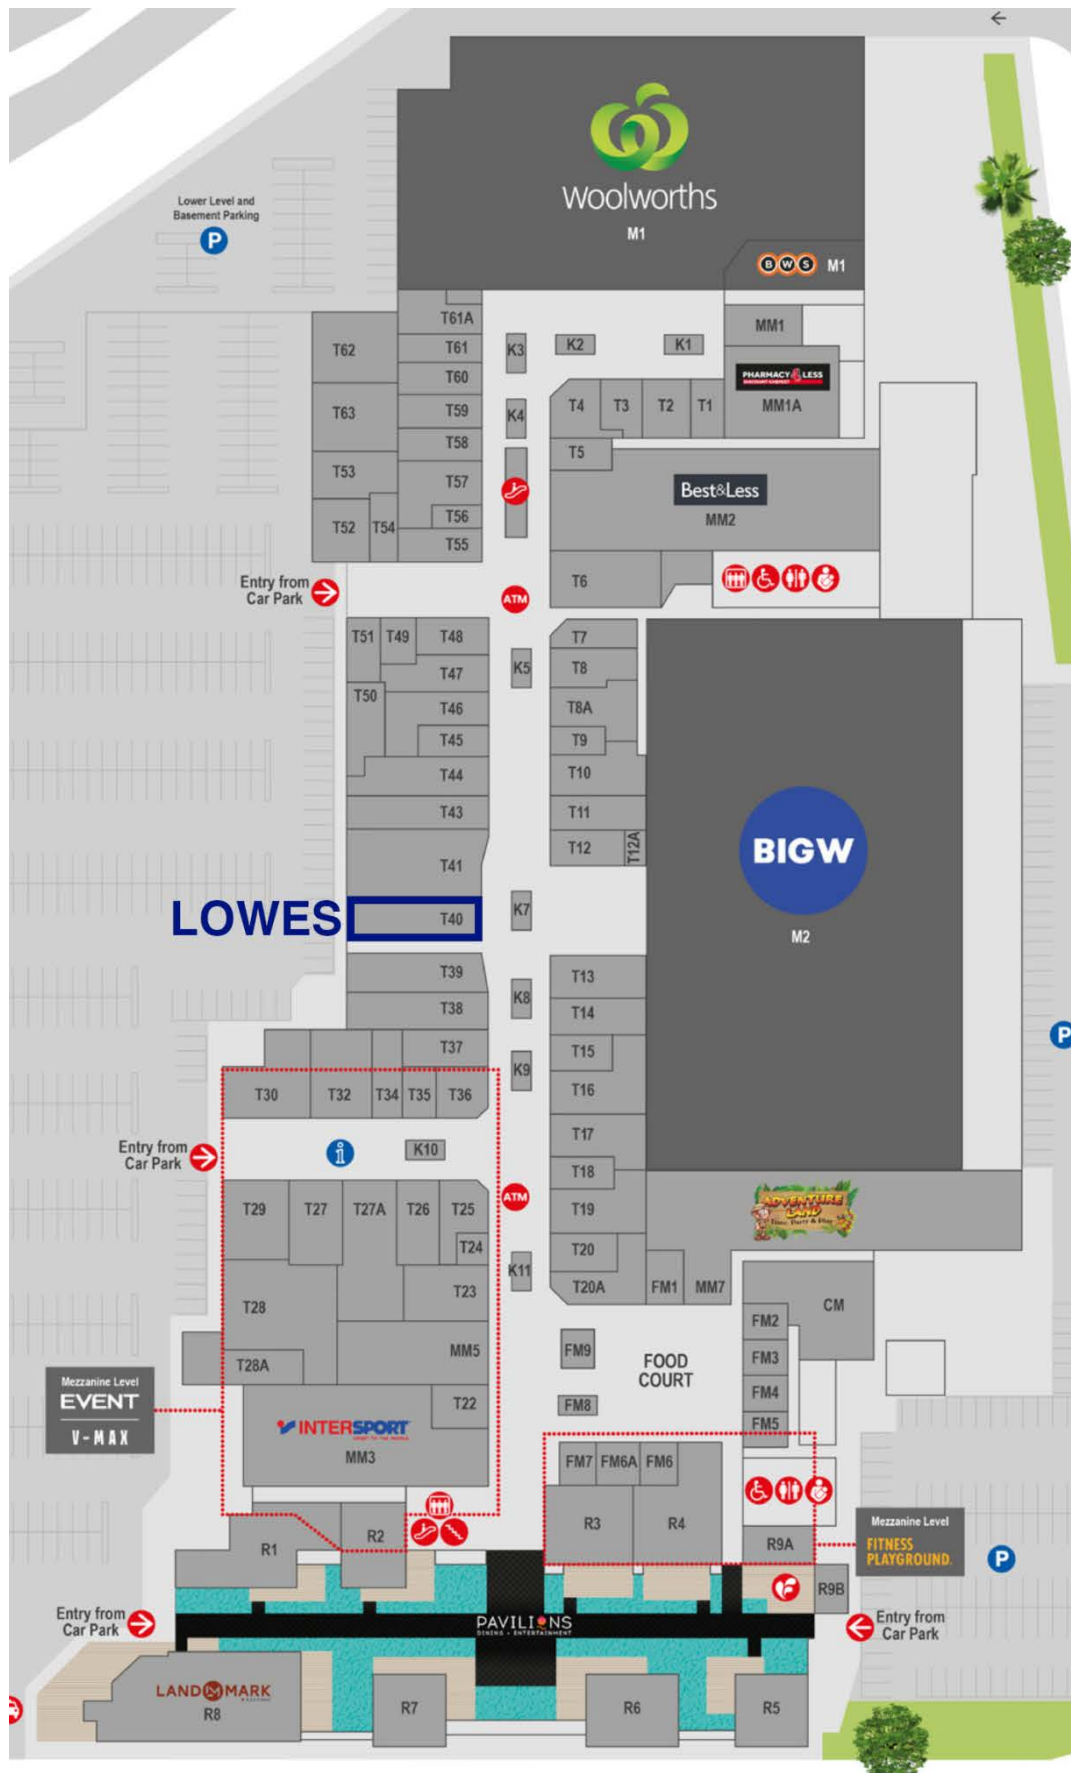 Woolworths
M1
BWS M1
Lower Level and
Basement Parking
P
T61A
MM1
T62
T61
K3
K2
K1
T60
PHARMACY 4 LESS
MM1A
T63
T59
K4
T4
T3
T2
T1
T58
T5
T53
T57
Best&Less
MM2
T52
T54
T56
T55
Entry from
Car Park
ATM
T6
T51
T49
T48
T7
K5
T8
T47
T50
T46
T8A
T45
T9
T44
T10
T43
T11
T12
T12A
BIGW
M2
T41
LOWES
T40
K7
T39
T13
T38
K8
T14
P
T37
T15
K9
T30
T32
T34
T35
T36
T16
Entry from
Car Park
i
K10
T17
T18
ATM
T29
T27
T27A
T26
T25
T19
ADVENTURE
LAND
Time, Party & Play
T24
T20
K11
T23
T20A
FM1
MM7
T28
CM
FM2
MM5
FM9
FOOD
COURT
FM3
T28A
FM4
Mezzanine Level
EVENT
V-MAX
T22
FM8
FM5
INTERSPORT
MM3
FM7
FM6A
FM6
R1
R2
R3
R4
R9A
Mezzanine Level
FITNESS
PLAYGROUND.
P
R9B
Entry from
Car Park
PAVILIONS
DINING + ENTERTAINMENT
Entry from
Car Park
LANDMARK
R8
R7
R6
R5